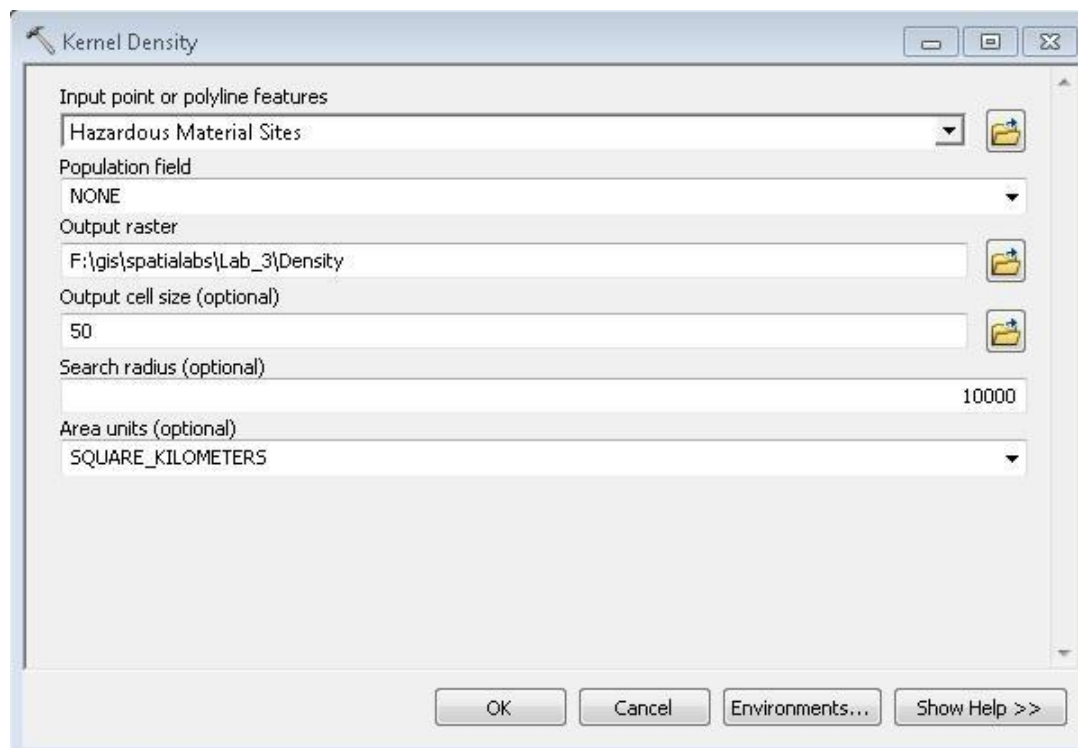 Kernel Density
Input point or polyline features
Hazardous Material Sites
Population field
NONE
Output raster
F:\gis\spatialabs\Lab_3\Density
Output cell size (optional)
50
Search radius (optional)
10000
Area units (optional)
SQUARE_KILOMETERS
OK Cancel Environments... Show Help >>